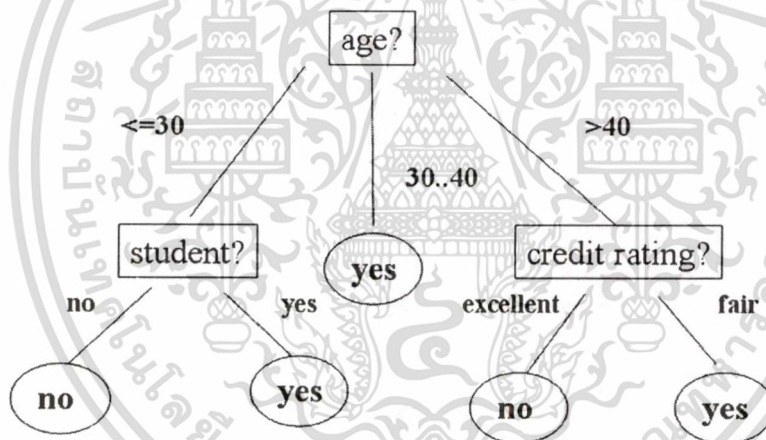 age?
<=30
30..40
>40
student?
yes
credit rating?
no
yes
excellent
fair
no
yes
no
yes